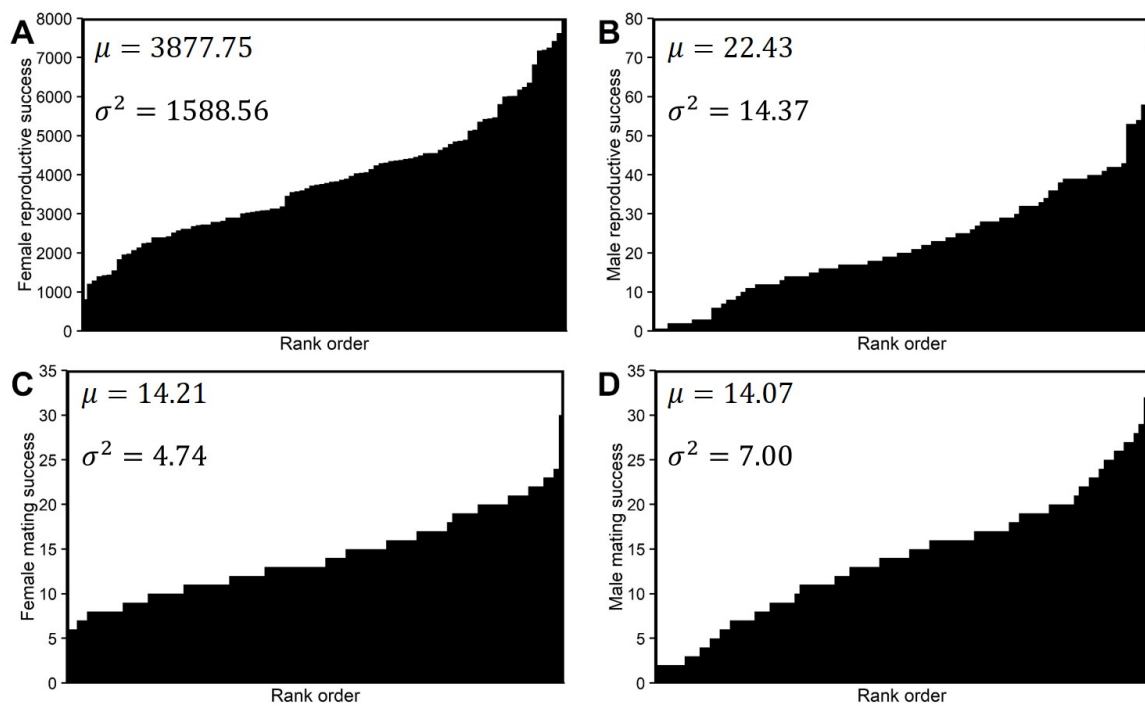 A
Female reproductive success
8000
7000
6000
5000
4000
3000
2000
1000
0
μ = 3877.75
σ² = 1588.56
Rank order
B
Male reproductive success
80
70
60
50
40
30
20
10
0
μ = 22.43
σ² = 14.37
Rank order
C
Female mating success
35
30
25
20
15
10
5
0
μ = 14.21
σ² = 4.74
Rank order
D
Male mating success
35
30
25
20
15
10
5
0
μ = 14.07
σ² = 7.00
Rank order